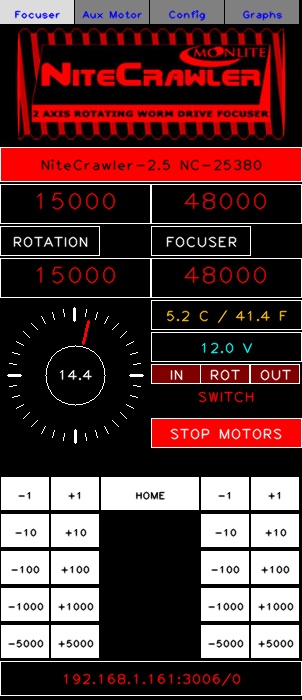 Focuser Aux Motor Config Graphs
MOONLITE
NiteCrawler
2 AXIS ROTATING WORM DRIVE FOCUSER
NiteCrawler-2.5 NC-25380
15000 48000
ROTATION FOCUSER
15000 48000
5.2 C / 41.4 F
12.0 V
14.4
IN ROT OUT
SWITCH
STOP MOTORS
-1 +1 HOME -1 +1
-10 +10 -10 +10
-100 +100 -100 +100
-1000 +1000 -1000 +1000
-5000 +5000 -5000 +5000
192.168.1.161:3006/0